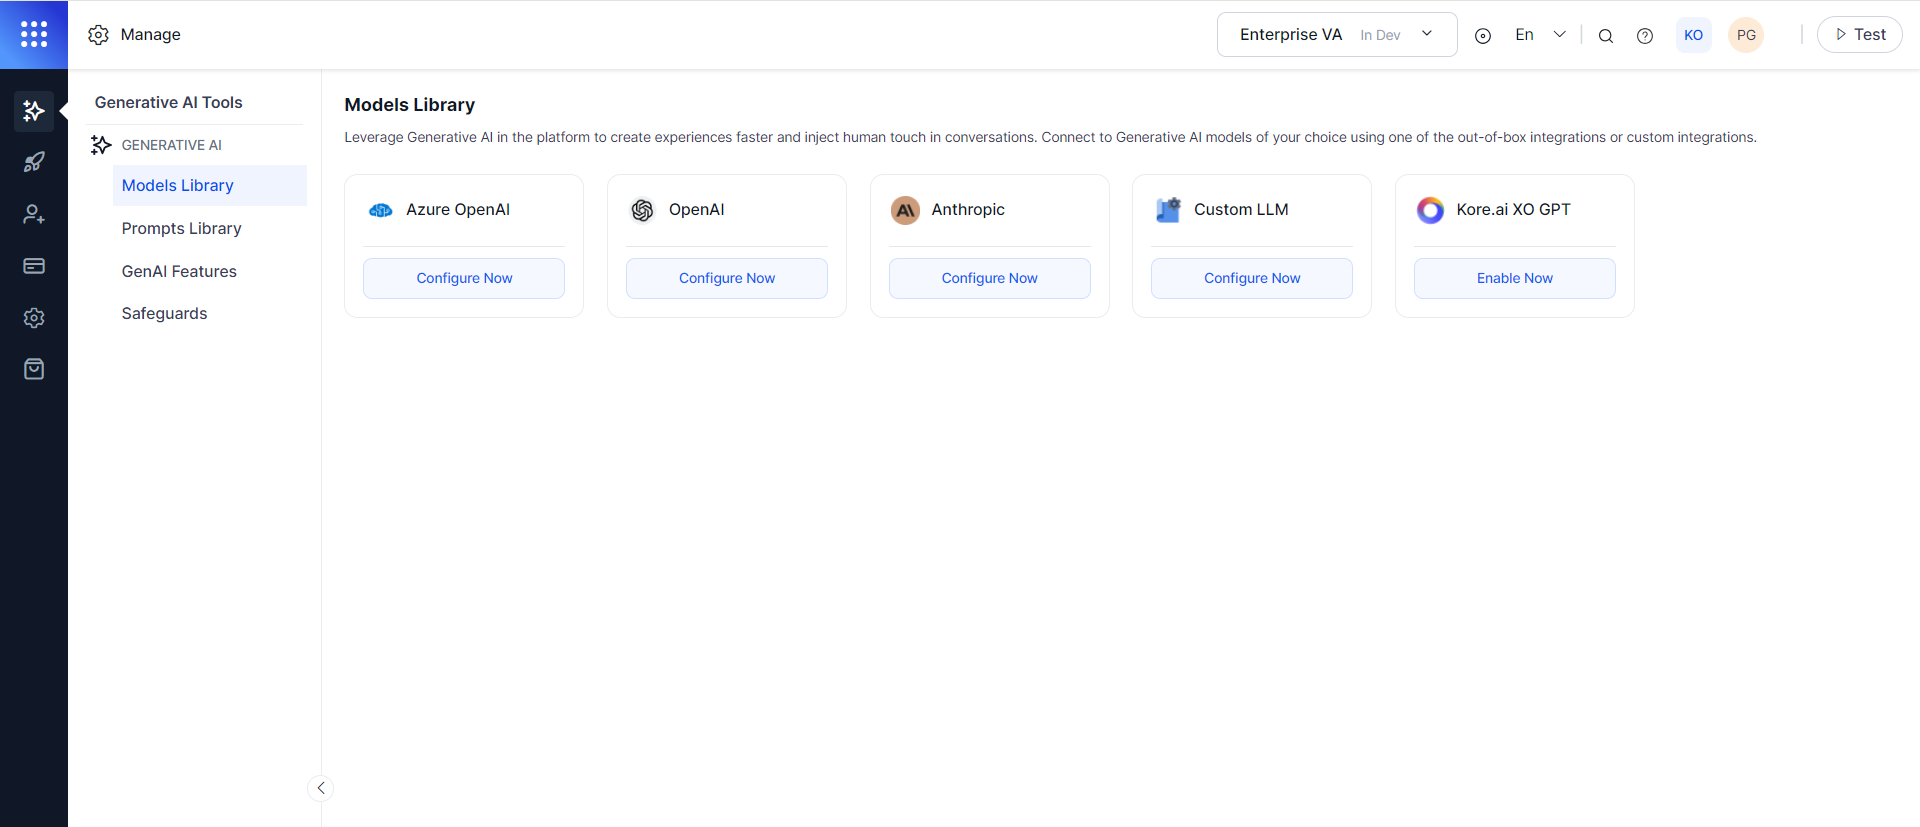 Manage
Enterprise VA In Dev
En
KO
PG
Test
Generative AI Tools
GENERATIVE AI
Models Library
Prompts Library
GenAI Features
Safeguards
Models Library
Leverage Generative AI in the platform to create experiences faster and inject human touch in conversations. Connect to Generative AI models of your choice using one of the out-of-box integrations or custom integrations.
Azure OpenAI
Configure Now
OpenAI
Configure Now
Anthropic
Configure Now
Custom LLM
Configure Now
Kore.ai XO GPT
Enable Now